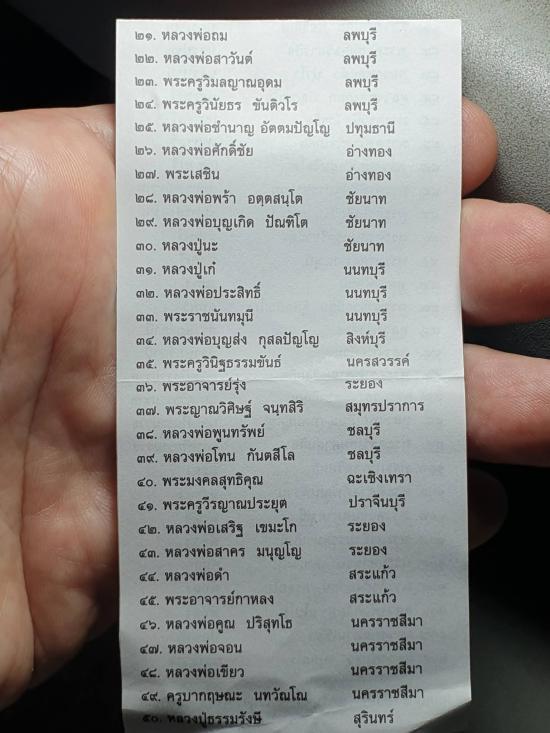 ๒๑. หลวงพ่อถม ลพบุรี
๒๒. หลวงพ่อสาวันต์ ลพบุรี
๒๓. พระครูวิมลญาณอุดม ลพบุรี
๒๔. พระครูวินัยธร ขันติวโร ลพบุรี
๒๕. หลวงพ่อชำนาญ อัตตมปัญโญ ปทุมธานี
๒๖. หลวงพ่อศักดิ์ชัย อ่างทอง
๒๗. พระเสชิน อ่างทอง
๒๘. หลวงพ่อพร้า อตฺตสนฺโต ชัยนาท
๒๙. หลวงพ่อบุญเกิด ปัณฑิโต ชัยนาท
๓๐. หลวงปู่นะ ชัยนาท
๓๑. หลวงปู่เก๋ นนทบุรี
๓๒. หลวงพ่อประสิทธิ์ นนทบุรี
๓๓. พระราชนันทมุนี นนทบุรี
๓๔. หลวงพ่อบุญส่ง กุสลปัญโญ สิงห์บุรี
๓๕. พระครูวินิฐธรรมขันธ์ นครสวรรค์
๓๖. พระอาจารย์รุ่ง ระยอง
๓๗. พระญาณวิศิษฐ์ จนฺทสิริ สมุทรปราการ
๓๘. หลวงพ่อพูนทรัพย์ ชลบุรี
๓๙. หลวงพ่อโทน กันตสีโล ชลบุรี
๔๐. พระมงคลสุทธิคุณ ฉะเชิงเทรา
๔๑. พระครูวีรญาณประยุต ปราจีนบุรี
๔๒. หลวงพ่อเสริฐ เขมะโก ระยอง
๔๓. หลวงพ่อสาคร มนุญโญ ระยอง
๔๔. หลวงพ่อดำ สระแก้ว
๔๕. พระอาจารย์กาหลง สระแก้ว
๔๖. หลวงพ่อคูณ ปริสุทโธ นครราชสีมา
๔๗. หลวงพ่อจอน นครราชสีมา
๔๘. หลวงพ่อเขียว นครราชสีมา
๔๙. ครูบากฤษณะ นทวัณโณ นครราชสีมา
๕๐. หลวงปู่ธรรมรังษี สุรินทร์